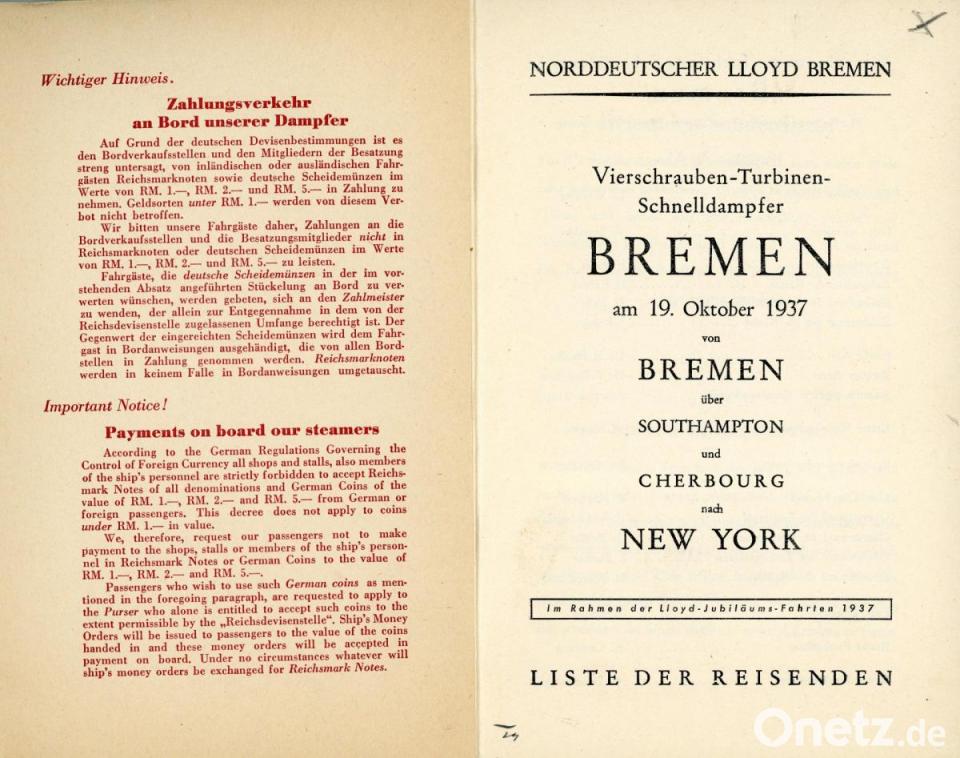 Wichtiger Hinweis.
Zahlungsverkehr
an Bord unserer Dampfer
Auf Grund der deutschen Devisenbestimmungen ist es
den Bordverkaufsstellen und den Mitgliedern der Besatzung
streng untersagt, von inländischen oder ausländischen Fahr-
gästen Reichsmarknoten sowie deutsche Scheidemünzen im
Werte von RM. 1.—, RM. 2.— und RM. 5.— in Zahlung zu
nehmen. Geldsorten unter RM. 1.— werden von diesem Ver-
bot nicht betroffen.
Wir bitten unsere Fahrgäste daher, Zahlungen an die
Bordverkaufsstellen und die Besatzungsmitglieder nicht in
Reichsmarknoten oder deutschen Scheidemünzen im Werte
von RM. 1.—, RM. 2.— und RM. 5.— zu leisten.
Fahrgäste, die deutsche Scheidemünzen in der im vor-
stehenden Absatz angeführten Stückelung an Bord zu ver-
werten wünschen, werden gebeten, sich an den Zahlmeister
zu wenden, der allein zur Entgegennahme in dem von der
Reichsdevisenstelle zugelassenen Umfange berechtigt ist. Der
Gegenwert der eingereichten Scheidemünzen wird dem Fahr-
gast in Bordanweisungen ausgehändigt, die von allen Bord-
stellen in Zahlung genommen werden. Reichsmarknoten
werden in keinem Falle in Bordanweisungen umgetauscht.
Important Notice!
Payments on board our steamers
According to the German Regulations Governing the
Control of Foreign Currency all shops and stalls, also members
of the ship's personnel are strictly forbidden to accept Reichs-
mark Notes of all denominations and German Coins of the
value of RM. 1.—, RM. 2.— and RM. 5.— from German or
foreign passengers. This decree does not apply to coins
under RM. 1.— in value.
We, therefore, request our passengers not to make
payment to the shops, stalls or members of the ship's person-
nel in Reichsmark Notes or German Coins to the value of
RM. 1.—, RM. 2.— and RM. 5.—.
Passengers who wish to use such German coins as men-
tioned in the foregoing paragraph, are requested to apply to
the Purser who alone is entitled to accept such coins to the
extent permissible by the „Reichsdevisenstelle“. Ship's Money
Orders will be issued to passengers to the value of the coins
handed in and these money orders will be accepted in
payment on board. Under no circumstances whatever will
ship's money orders be exchanged for Reichsmark Notes.
NORDDEUTSCHER LLOYD BREMEN
Vierschrauben-Turbinen-
Schnelldampfer
BREMEN
am 19. Oktober 1937
von
BREMEN
über
SOUTHAMPTON
und
CHERBOURG
nach
NEW YORK
Im Rahmen der Lloyd-Jubiläums-Fahrten 1937
LISTE DER REISENDEN
Onetz.de